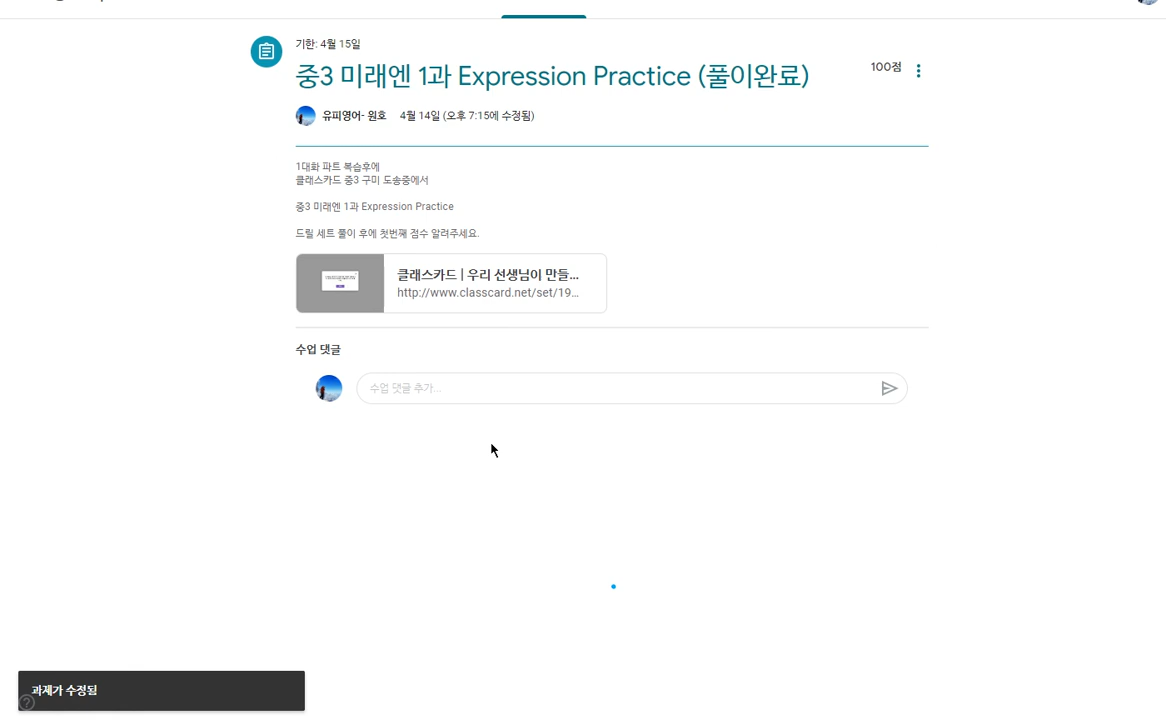 기한: 4월 15일
중3 미래엔 1과 Expression Practice (풀이완료)
100점
유피영어- 원호 4월 14일 (오후 7:15에 수정됨)
1대화 파트 복습후에
클래스카드 중3 구미 도송중에서
중3 미래엔 1과 Expression Practice
드릴 세트 풀이 후에 첫번째 점수 알려주세요.
클래스카드 | 우리 선생님이 만들...
http://www.classcard.net/set/19...
수업 댓글
수업 댓글 추가...
과제가 수정됨